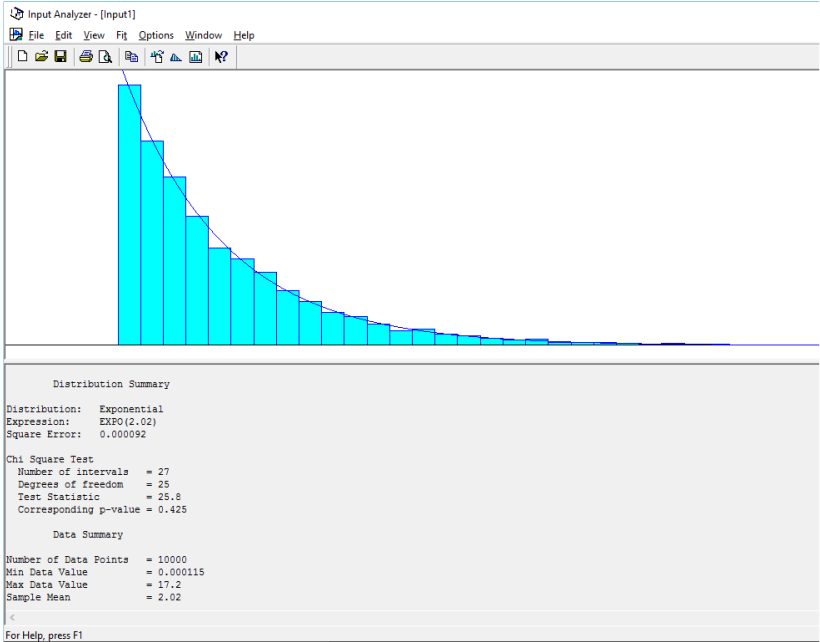 Input Analyzer - [Input1]
File Edit View Fit Options Window Help
Distribution Summary
Distribution: Exponential
Expression: EXPO(2.02)
Square Error: 0.000092
Chi Square Test
Number of intervals = 27
Degrees of freedom = 25
Test Statistic = 25.8
Corresponding p-value = 0.425
Data Summary
Number of Data Points = 10000
Min Data Value = 0.000115
Max Data Value = 17.2
Sample Mean = 2.02
For Help, press F1